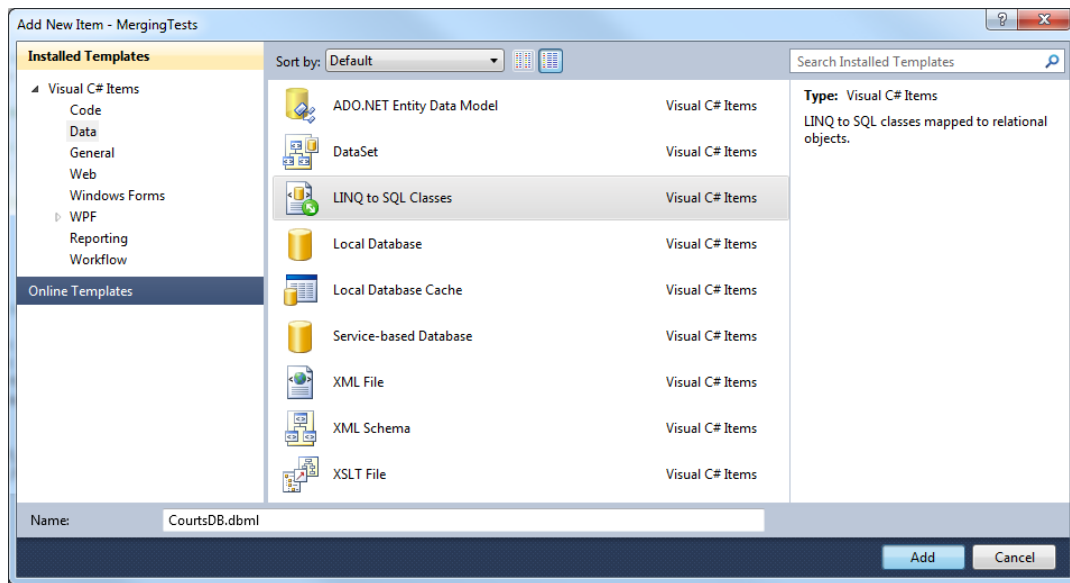 Add New Item - MergingTests
Installed Templates
Visual C# Items
Code
Data
General
Web
Windows Forms
WPF
Reporting
Workflow
Online Templates
Sort by: Default
ADO.NET Entity Data Model Visual C# Items
DataSet Visual C# Items
LINQ to SQL Classes Visual C# Items
Local Database Visual C# Items
Local Database Cache Visual C# Items
Service-based Database Visual C# Items
XML File Visual C# Items
XML Schema Visual C# Items
XSLT File Visual C# Items
Search Installed Templates
Type: Visual C# Items
LINQ to SQL classes mapped to relational
objects.
Name: CourtsDB.dbml
Add Cancel